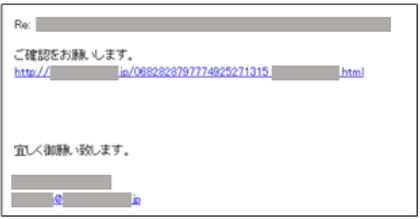 Re:
ご確認をお願いします。
http:// .jp/0682828797774925271315 .html
宜しく御願い致します。
@ jp